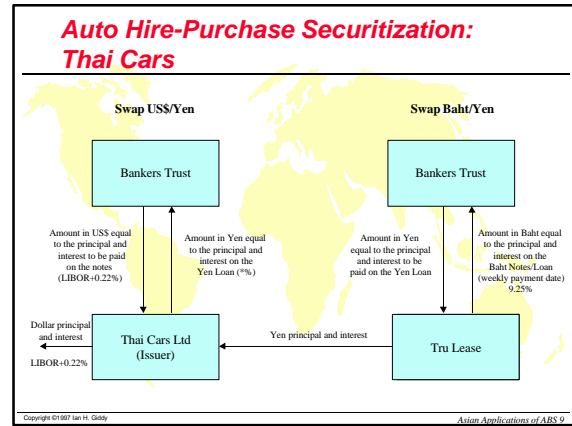 Auto Hire-Purchase Securitization:
Thai Cars
Swap US$/Yen
Swap Baht/Yen
Bankers Trust
Bankers Trust
Amount in US$ equal
to the principal and
interest to be paid
on the notes
(LIBOR+0.22%)
Amount in Yen equal
to the principal and
interest on the
Yen Loan (*%)
Amount in Yen
equal to the principal
and interest to be
paid on the Yen Loan
Amount in Baht equal
to the principal and
interest on the
Baht Notes/Loan
(weekly payment date)
9.25%
Dollar principal
and interest
LIBOR+0.22%
Thai Cars Ltd
(Issuer)
Yen principal and interest
Tru Lease
Copyright ©1997 Ian H. Giddy
Asian Applications of ABS 9